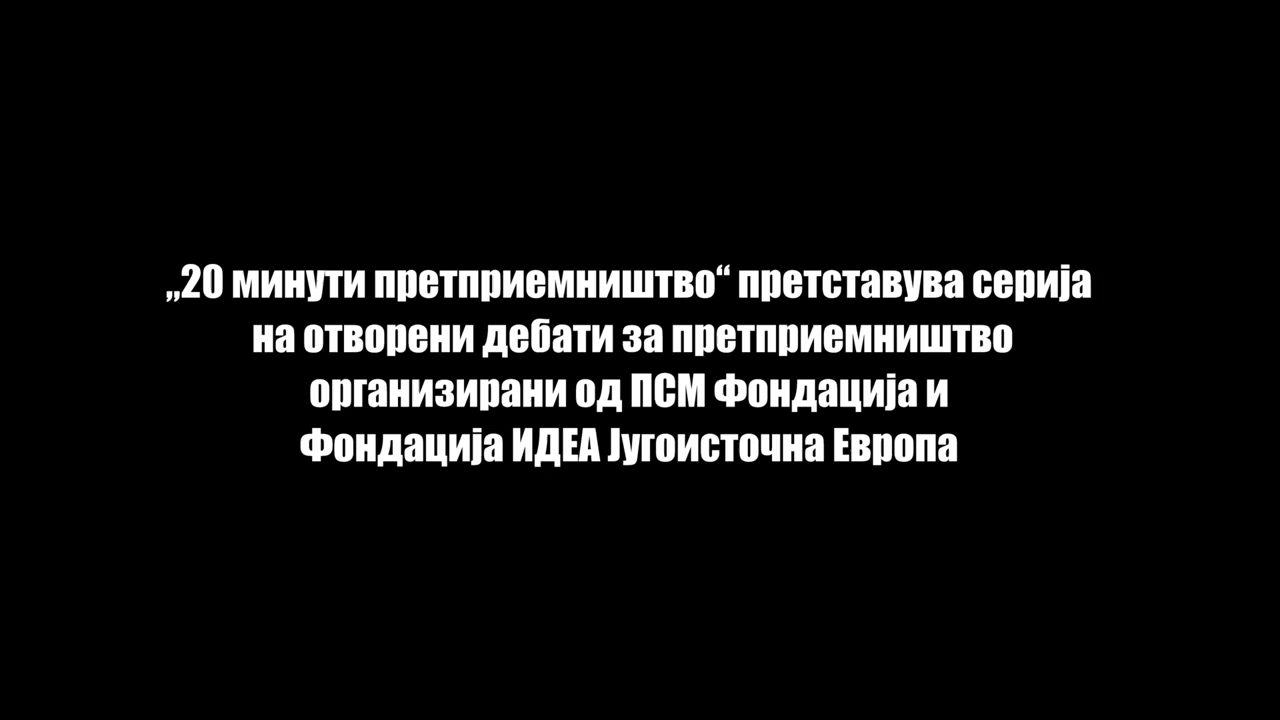 „20 минути претприемништво“ претставува серија
на отворени дебати за претприемништво
организирани од ПСМ Фондација и
Фондација ИДЕА Југоисточна Европа